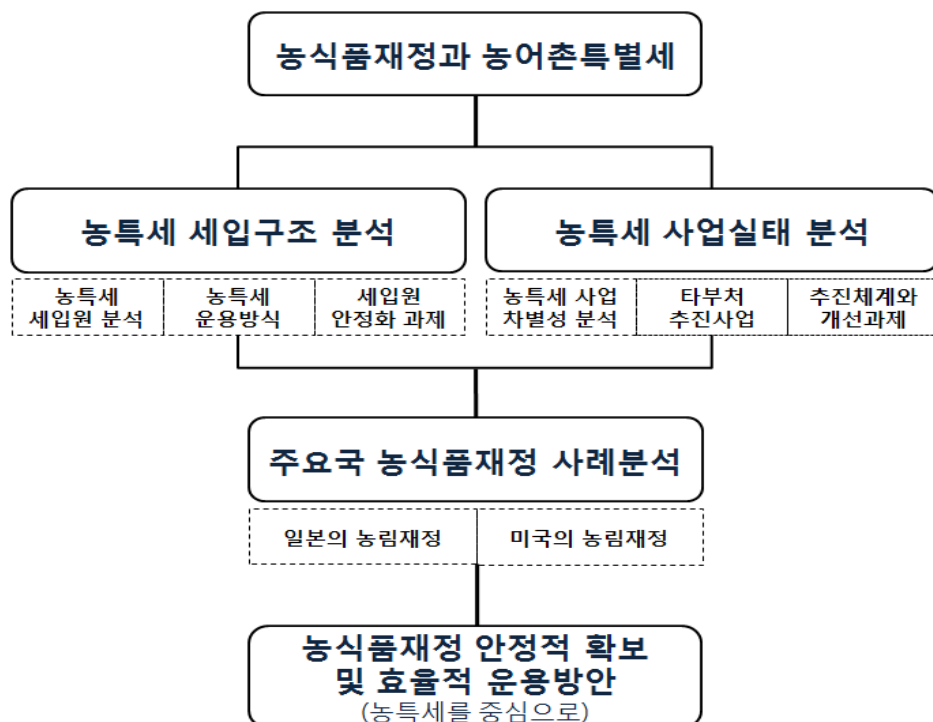 농식품재정과 농어촌특별세
농특세 세입구조 분석
농특세 사업실태 분석
농특세
세입원 분석
농특세
운용방식
세입원
안정화 과제
농특세 사업
차별성 분석
타부처
추진사업
추진체계와
개선과제
주요국 농식품재정 사례분석
일본의 농림재정
미국의 농림재정
농식품재정 안정적 확보
및 효율적 운용방안
(농특세를 중심으로)